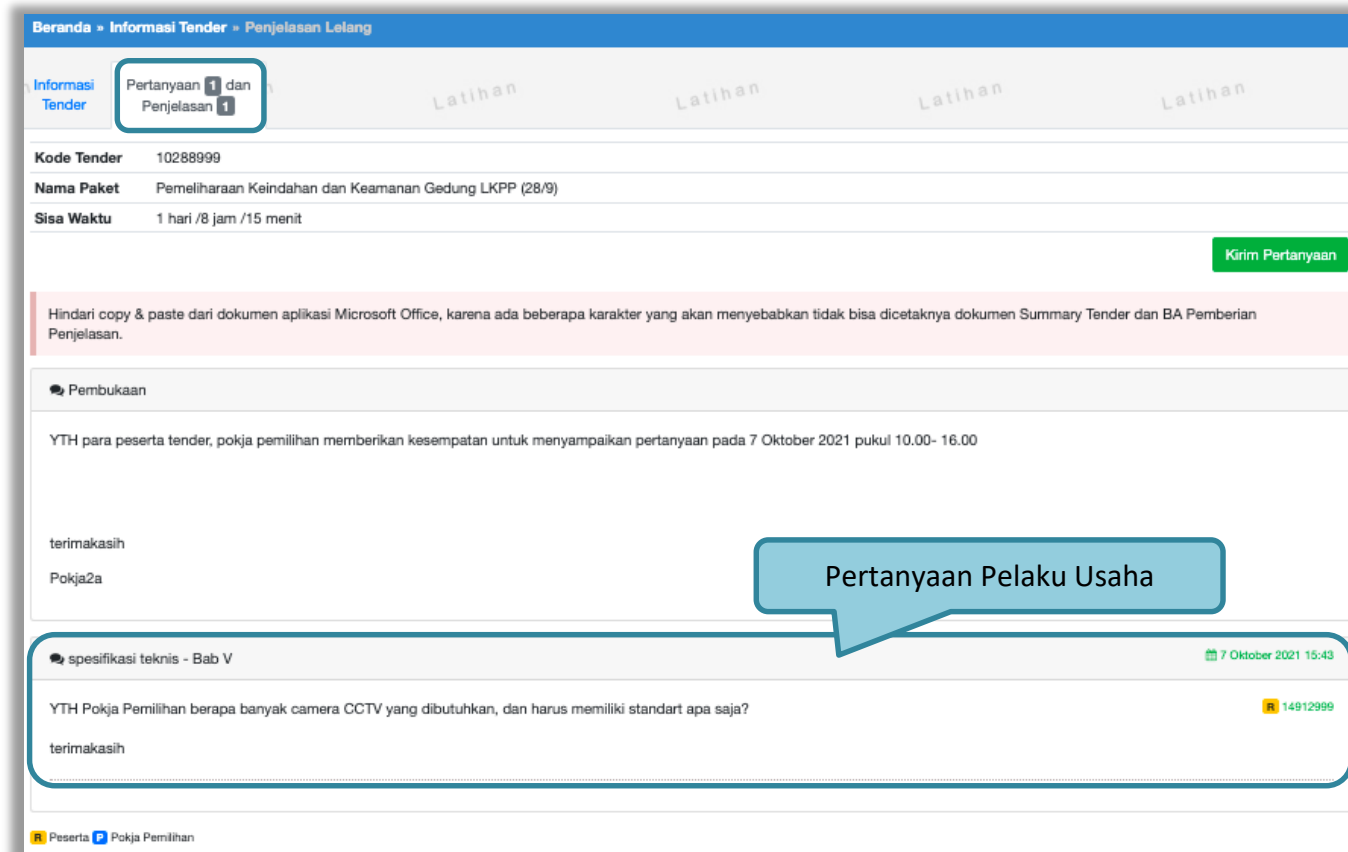 Beranda » Informasi Tender » Penjelasan Lelang
Informasi
Tender
Pertanyaan 1 dan
Penjelasan 1
Latihan
Latihan
Latihan
Latihan
Kode Tender 10288999
Nama Paket Pemeliharaan Keindahan dan Keamanan Gedung LKPP (28/9)
Sisa Waktu 1 hari /8 jam /15 menit
Kirim Pertanyaan
Hindari copy & paste dari dokumen aplikasi Microsoft Office, karena ada beberapa karakter yang akan menyebabkan tidak bisa dicetaknya dokumen Summary Tender dan BA Pemberian
Penjelasan.
Pembukaan
YTH para peserta tender, pokja pemilihan memberikan kesempatan untuk menyampaikan pertanyaan pada 7 Oktober 2021 pukul 10.00- 16.00
terimakasih
Pokja2a
Pertanyaan Pelaku Usaha
spesifikasi teknis - Bab V 7 Oktober 2021 15:43
YTH Pokja Pemilihan berapa banyak camera CCTV yang dibutuhkan, dan harus memiliki standart apa saja? R 14912999
terimakasih
R Peserta P Pokja Pemilihan